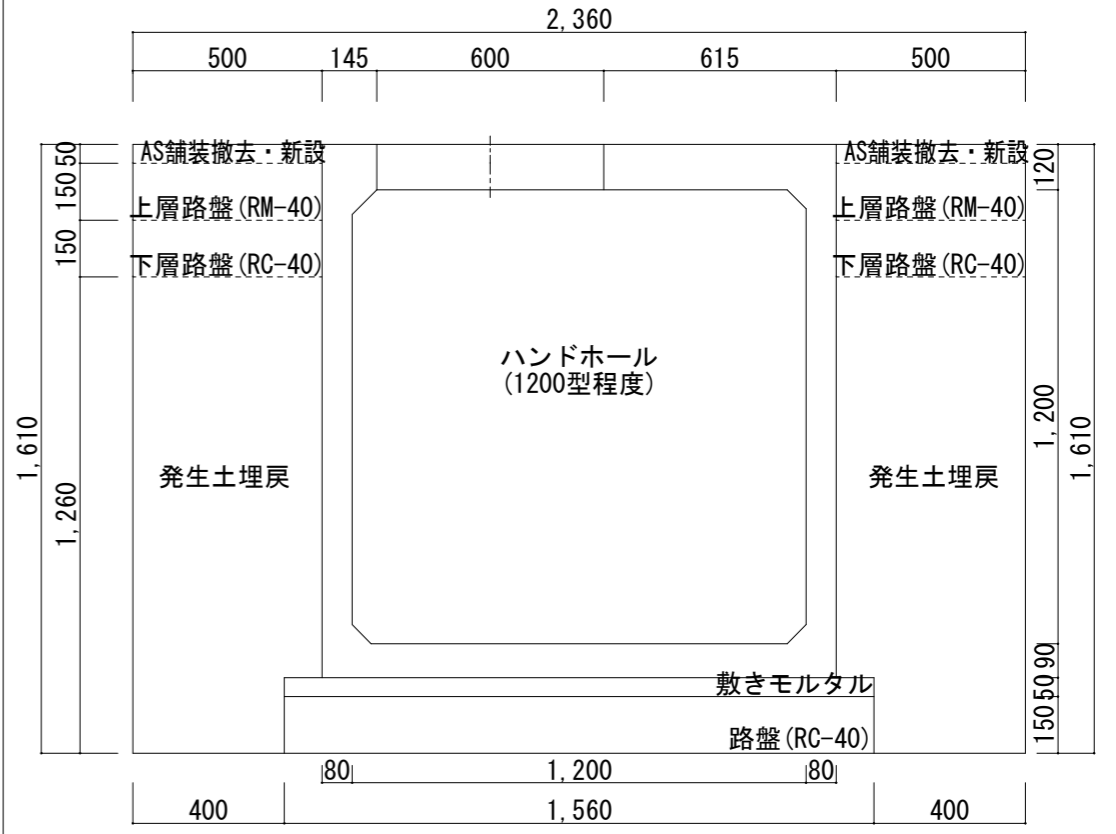 2,360
500 145 600 615 500
AS舗装撤去・新設 AS舗装撤去・新設
50 120
150
上層路盤(RM-40) 上層路盤(RM-40)
150
下層路盤(RC-40) 下層路盤(RC-40)
ハンドホール
(1200型程度)
1,610 1,200 1,610
発生土埋戻 発生土埋戻
1,260
90
敷きモルタル 50
路盤(RC-40) 150
80 1,200 80
400 1,560 400